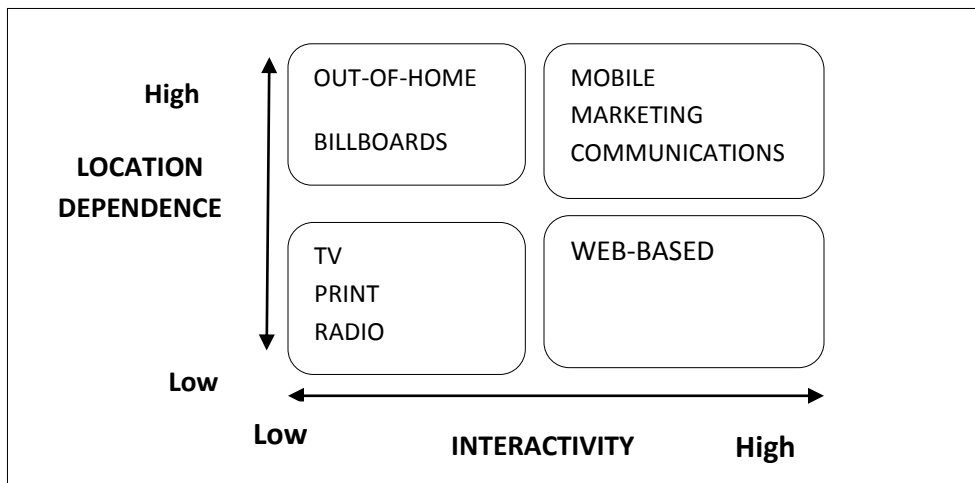 High
LOCATION
DEPENDENCE
Low
OUT-OF-HOME
BILLBOARDS
MOBILE
MARKETING
COMMUNICATIONS
TV
PRINT
RADIO
WEB-BASED
Low
INTERACTIVITY
High